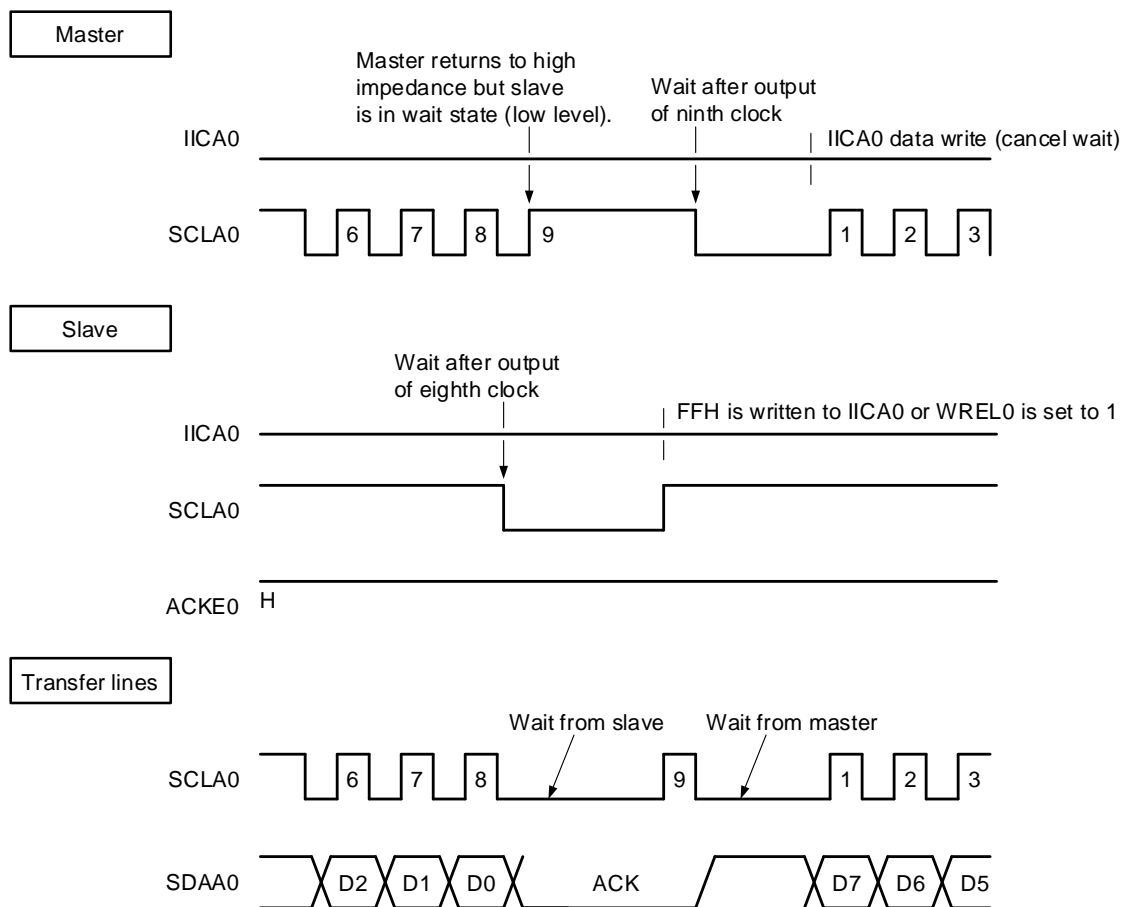 Master
Master returns to high
impedance but slave
is in wait state (low level).
Wait after output
of ninth clock
IICA0
IICA0 data write (cancel wait)
SCLA0
6 7 8 9 1 2 3
Slave
Wait after output
of eighth clock
FFH is written to IICA0 or WREL0 is set to 1
IICA0
SCLA0
ACKE0 H
Transfer lines
Wait from slave Wait from master
SCLA0 6 7 8 9 1 2 3
SDAA0 D2 D1 D0 ACK D7 D6 D5